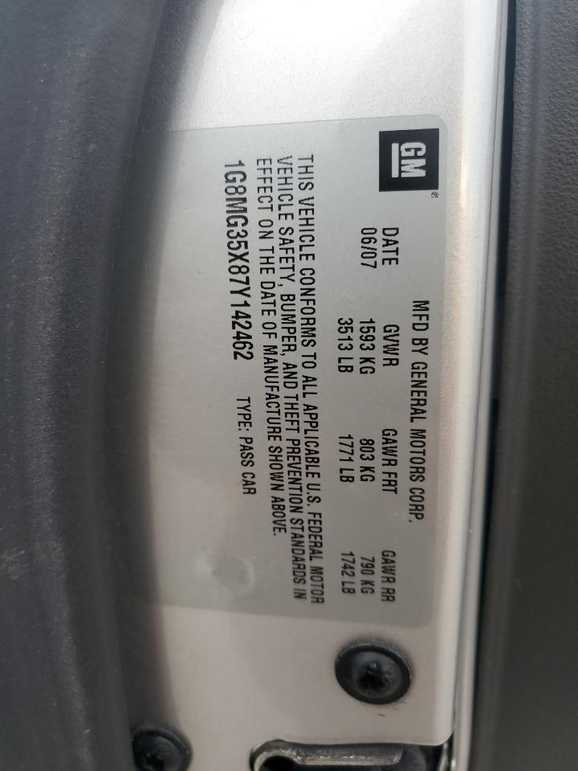 GM ®
MFD BY GENERAL MOTORS CORP.
DATE GVWR GAWR FRT GAWR RR
06/07 1593 KG 803 KG 790 KG
3513 LB 1771 LB 1742 LB
THIS VEHICLE CONFORMS TO ALL APPLICABLE U.S. FEDERAL MOTOR
VEHICLE SAFETY, BUMPER, AND THEFT PREVENTION STANDARDS IN
EFFECT ON THE DATE OF MANUFACTURE SHOWN ABOVE.
1G8MG35X87Y142462 TYPE: PASS CAR